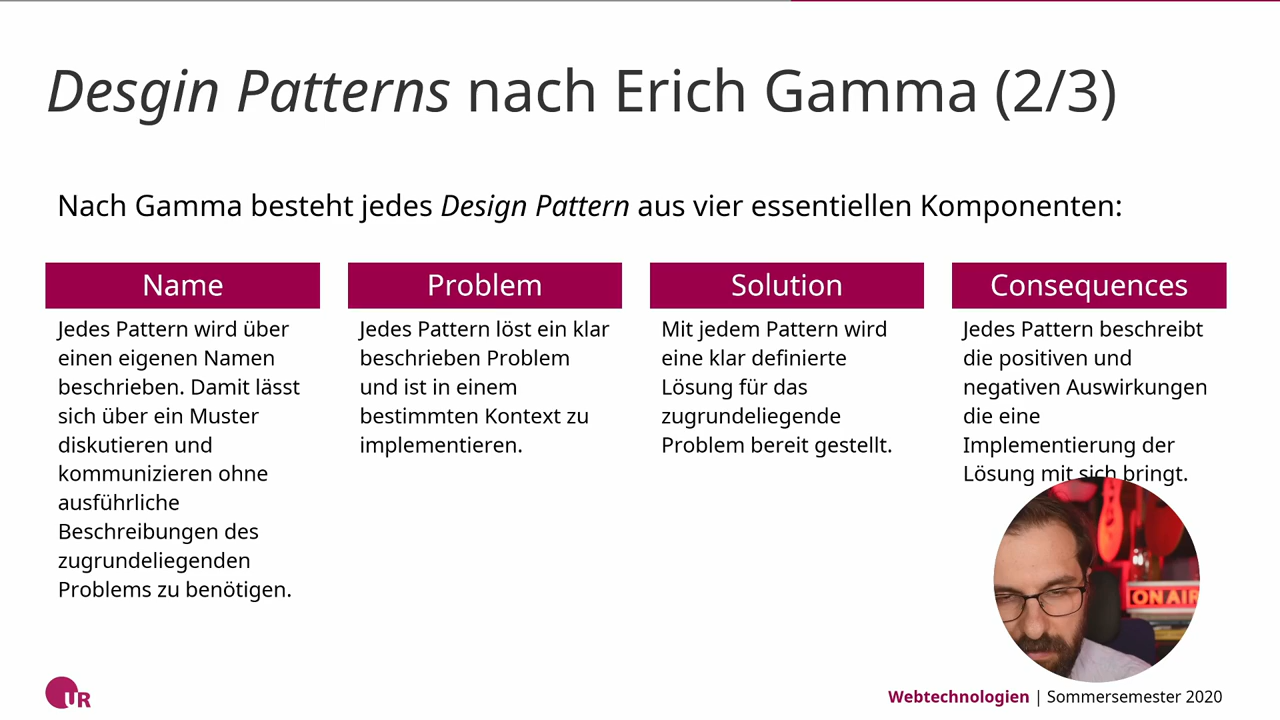 Desgin Patterns nach Erich Gamma (2/3)
Nach Gamma besteht jedes Design Pattern aus vier essentiellen Komponenten:
Name
Jedes Pattern wird über
einen eigenen Namen
beschrieben. Damit lässt
sich über ein Muster
diskutieren und
kommunizieren ohne
ausführliche
Beschreibungen des
zugrundeliegenden
Problems zu benötigen.
Problem
Jedes Pattern löst ein klar
beschrieben Problem
und ist in einem
bestimmten Kontext zu
implementieren.
Solution
Mit jedem Pattern wird
eine klar definierte
Lösung für das
zugrundeliegende
Problem bereit gestellt.
Consequences
Jedes Pattern beschreibt
die positiven und
negativen Auswirkungen
die eine
Implementierung der
Lösung mit sich bringt.
ON AIR
UR
Webtechnologien | Sommersemester 2020